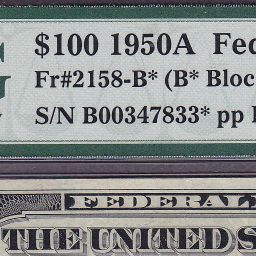 $100 1950A Fed
Fr#2158-B* (B* Bloc
S/N B00347833* pp
FEDERAL
THE UNITED S